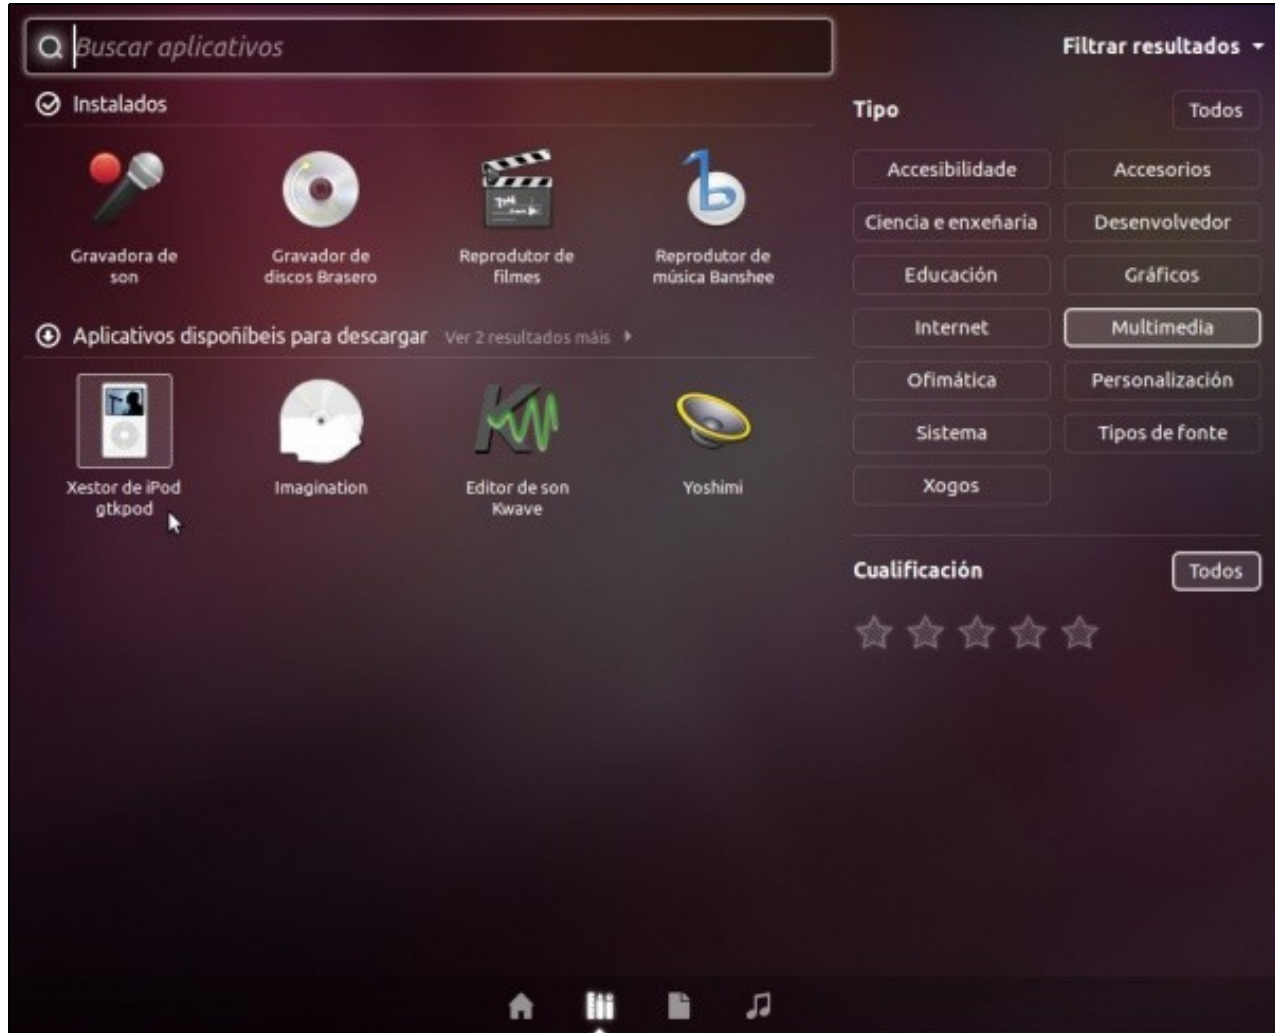 Buscar aplicativos
Filtrar resultados
Instalados
Gravadora de
son
Gravador de
discos Brasero
Reprodutor de
filmes
Reprodutor de
música Banshee
Aplicativos dispoñíbeis para descargar Ver 2 resultados máis
Xestor de iPod
gtkpod
Imagination
Editor de son
Kwave
Yoshimi
Tipo Todos
Accesibilidade Accesorios
Ciencia e enxeñaria Desenvolvedor
Educación Gráficos
Internet Multimedia
Ofimática Personalización
Sistema Tipos de fonte
Xogos
Cualificación Todos